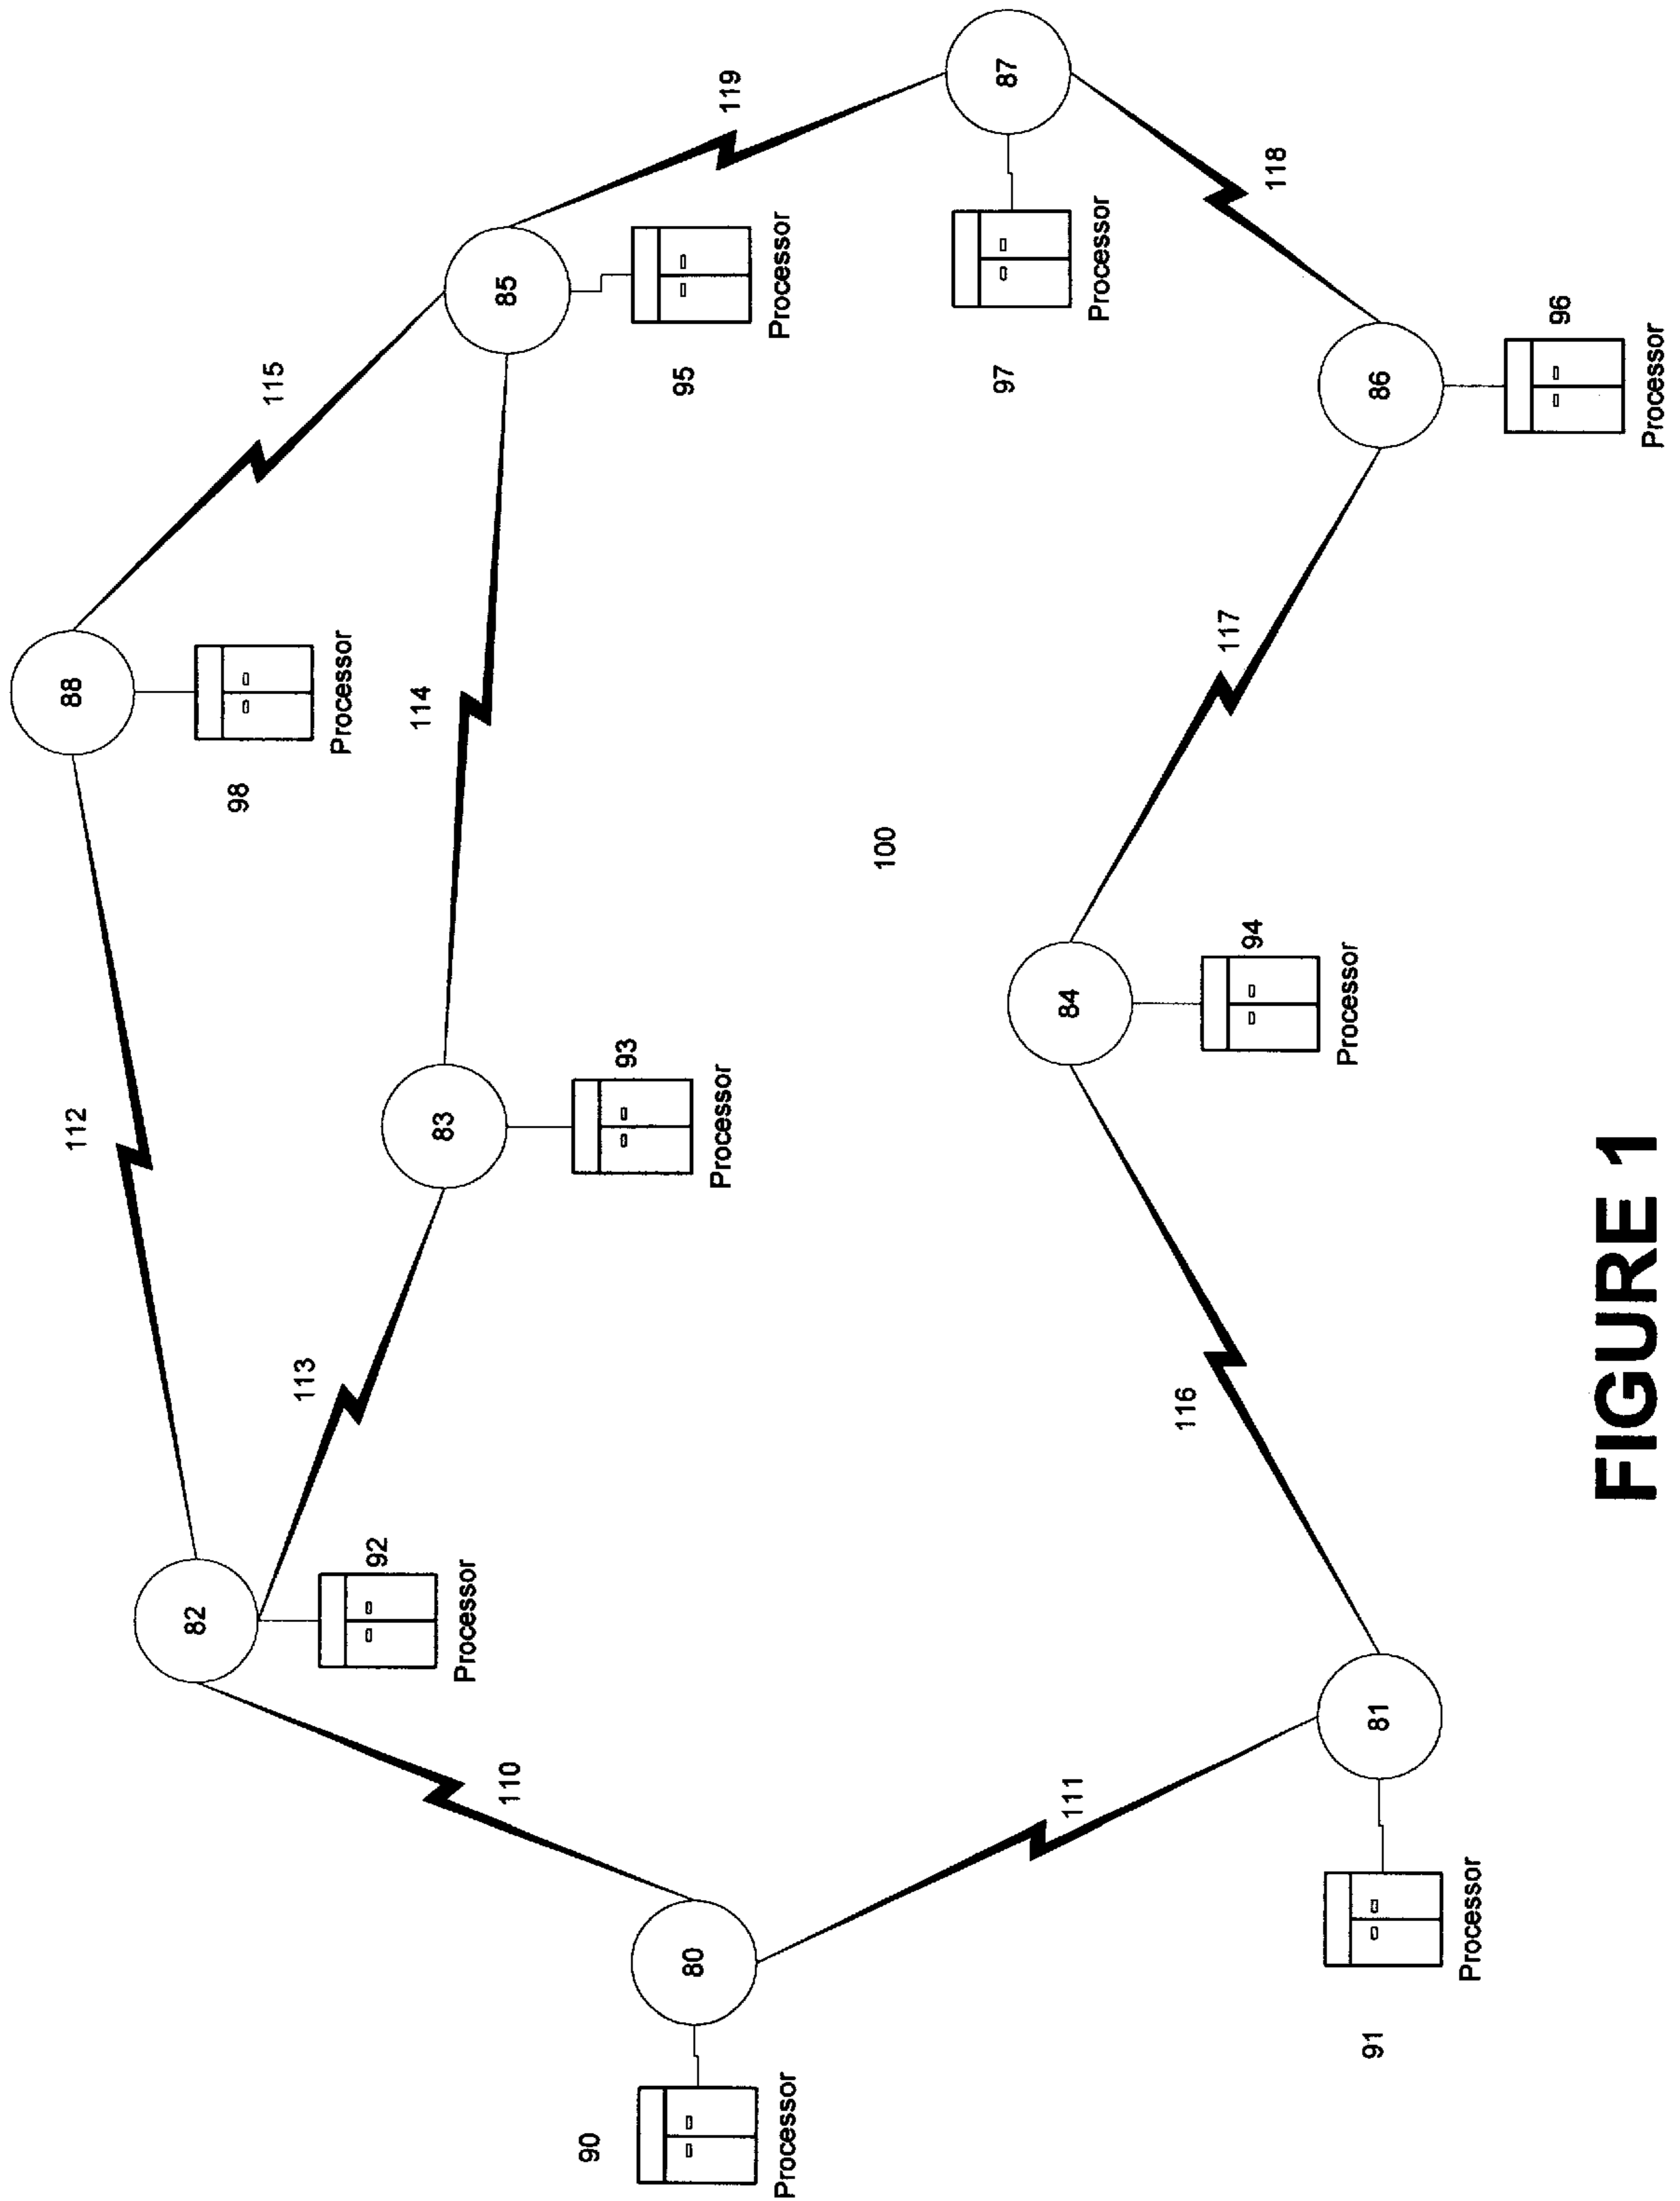 88
112
82
98
115
113
Processor
92
114
83
Processor
110
85
90
93
95
80
Processor
119
Processor
Processor
100
97
87
111
84
Processor
116
117
94
118
Processor
91
81
86
Processor
96
Processor
FIGURE 1